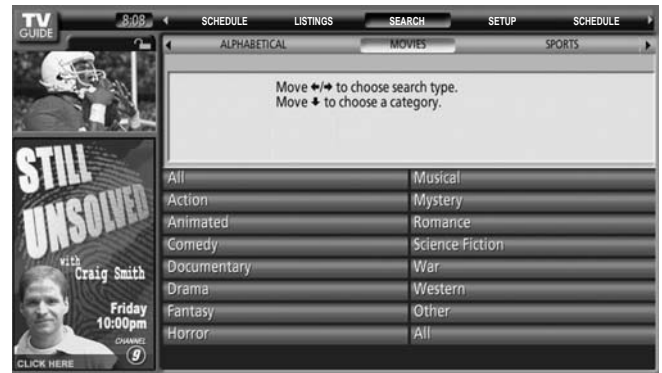 TV
GUIDE
8:08
SCHEDULE LISTINGS SEARCH SETUP SCHEDULE
ALPHABETICAL MOVIES SPORTS
Move ←/→ to choose search type.
Move ↓ to choose a category.
All
Action
Animated
Comedy
Documentary
Drama
Fantasy
Horror
Musical
Mystery
Romance
Science Fiction
War
Western
Other
All
STILL
UNSOLVED
with
Craig Smith
Friday
10:00pm
CHANNEL
9
CLICK HERE